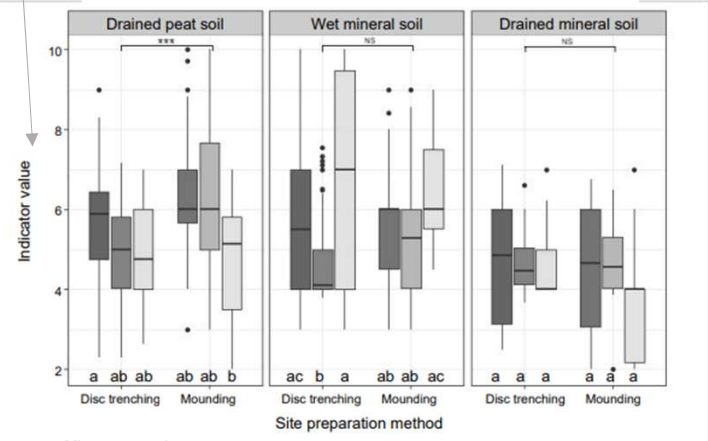 Drained peat soil
Wet mineral soil
Drained mineral soil
***
NS
NS
10
8
6
4
2
Indicator value
a ab ab ab ab b
ac b a ab ab ac
a a a a a a
Disc trenching Mounding
Disc trenching Mounding
Disc trenching Mounding
Site preparation method